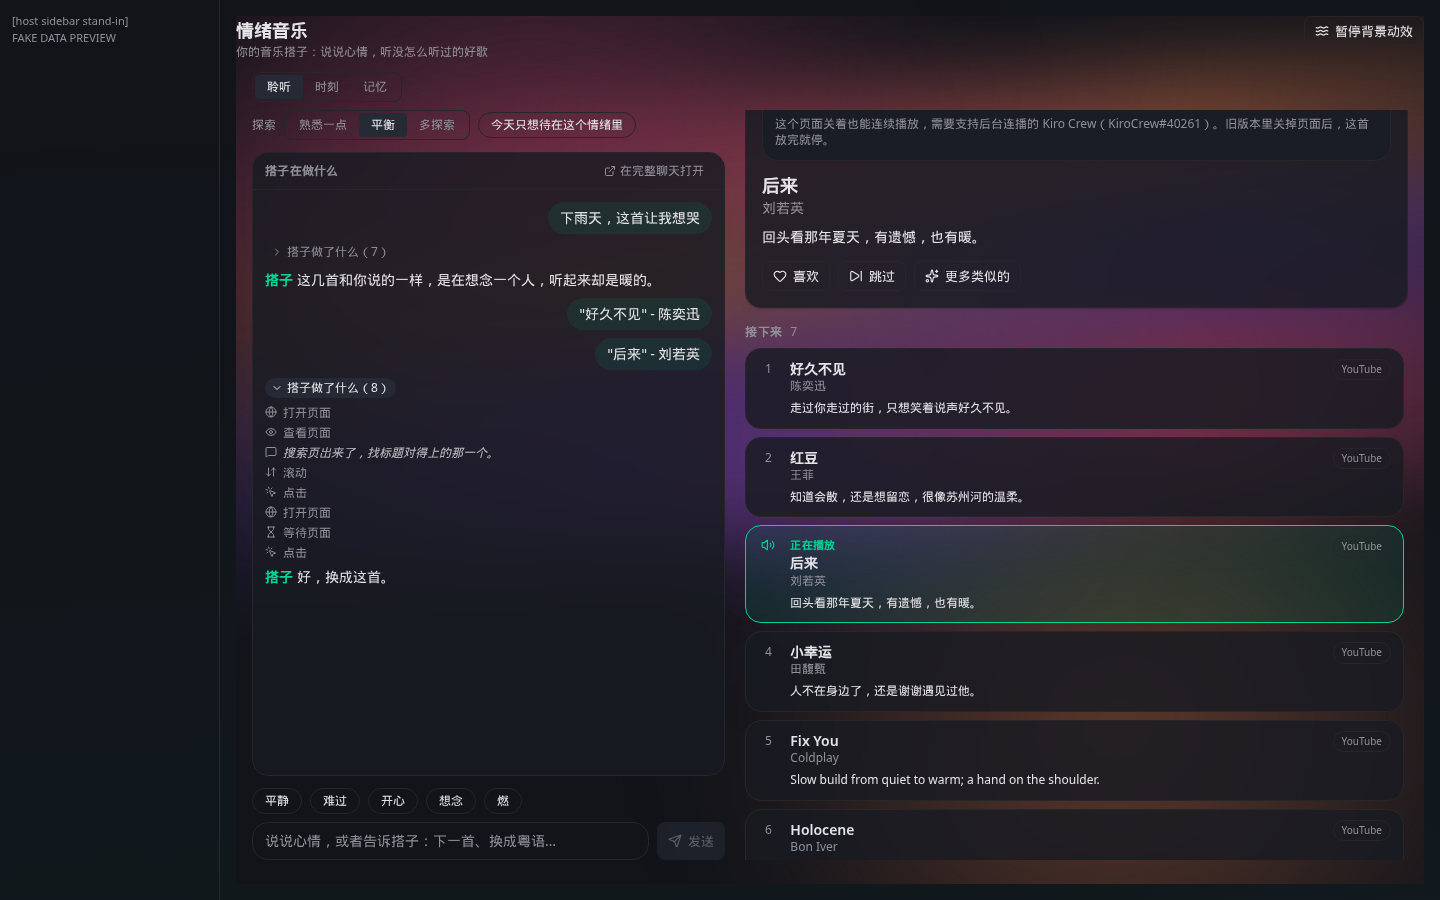 [host sidebar stand-in]
FAKE DATA PREVIEW
情绪音乐
你的音乐搭子：说说心情，听没怎么听过的好歌
暂停背景动效
聆听 时刻 记忆
探索 熟悉一点 平衡 多探索 今天只想待在这个情绪里
搭子在做什么 在完整聊天打开
下雨天，这首让我想哭
搭子做了什么（7）
搭子 这几首和你说的一样，是在想念一个人，听起来却是暖的。
"好久不见" - 陈奕迅
"后来" - 刘若英
搭子做了什么（8）
打开页面
查看页面
搜索页出来了，找标题对得上的那一个。
滚动
点击
打开页面
等待页面
点击
搭子 好，换成这首。
平静 难过 开心 想念 燃
说说心情，或者告诉搭子：下一首、换成粤语...
发送
这个页面关着也能连续播放，需要支持后台连播的 Kiro Crew（KiroCrew#40261）。旧版本里关掉页面后，这首
放完就停。
后来
刘若英
回头看那年夏天，有遗憾，也有暖。
喜欢 跳过 更多类似的
接下来 7
1 好久不见 YouTube
陈奕迅
走过你走过的街，只想笑着说声好久不见。
2 红豆 YouTube
王菲
知道会散，还是想留恋，很像苏州河的温柔。
正在播放 YouTube
后来
刘若英
回头看那年夏天，有遗憾，也有暖。
4 小幸运 YouTube
田馥甄
人不在身边了，还是谢谢遇见过他。
5 Fix You YouTube
Coldplay
Slow build from quiet to warm; a hand on the shoulder.
6 Holocene YouTube
Bon Iver